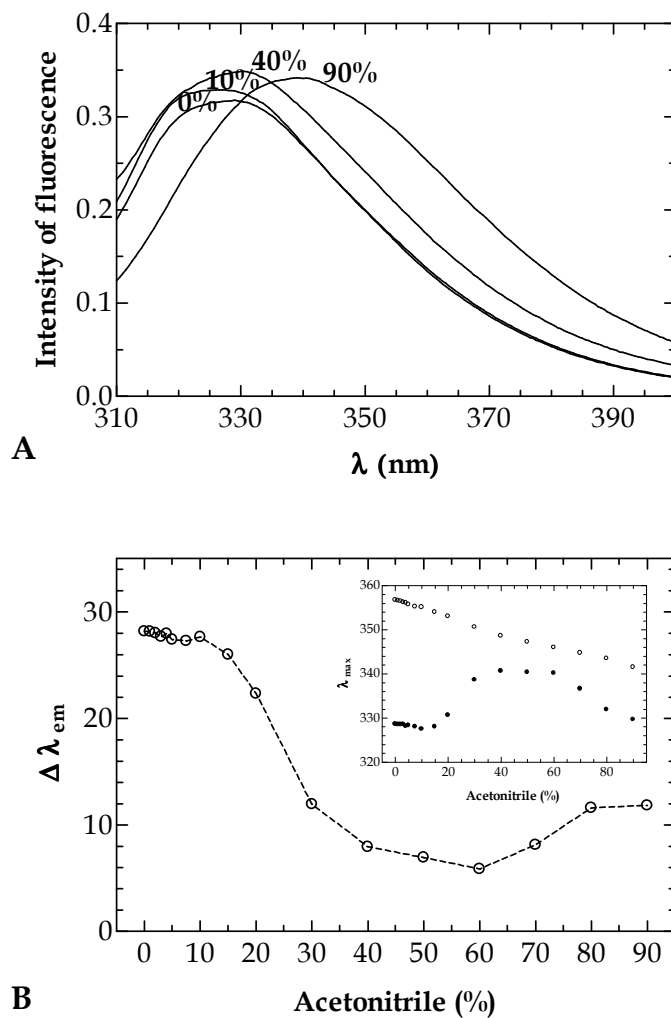 0.4
0.3
0.2
0.1
0.0
Intensity of fluorescence
0%
10%
40%
90%
310 330 350 370 390
λ (nm)
A
30
20
10
0
Δ λem
360
350
340
330
320
λmax
0 20 40 60 80
Acetonitrile (%)
0 10 20 30 40 50 60 70 80 90
Acetonitrile (%)
B